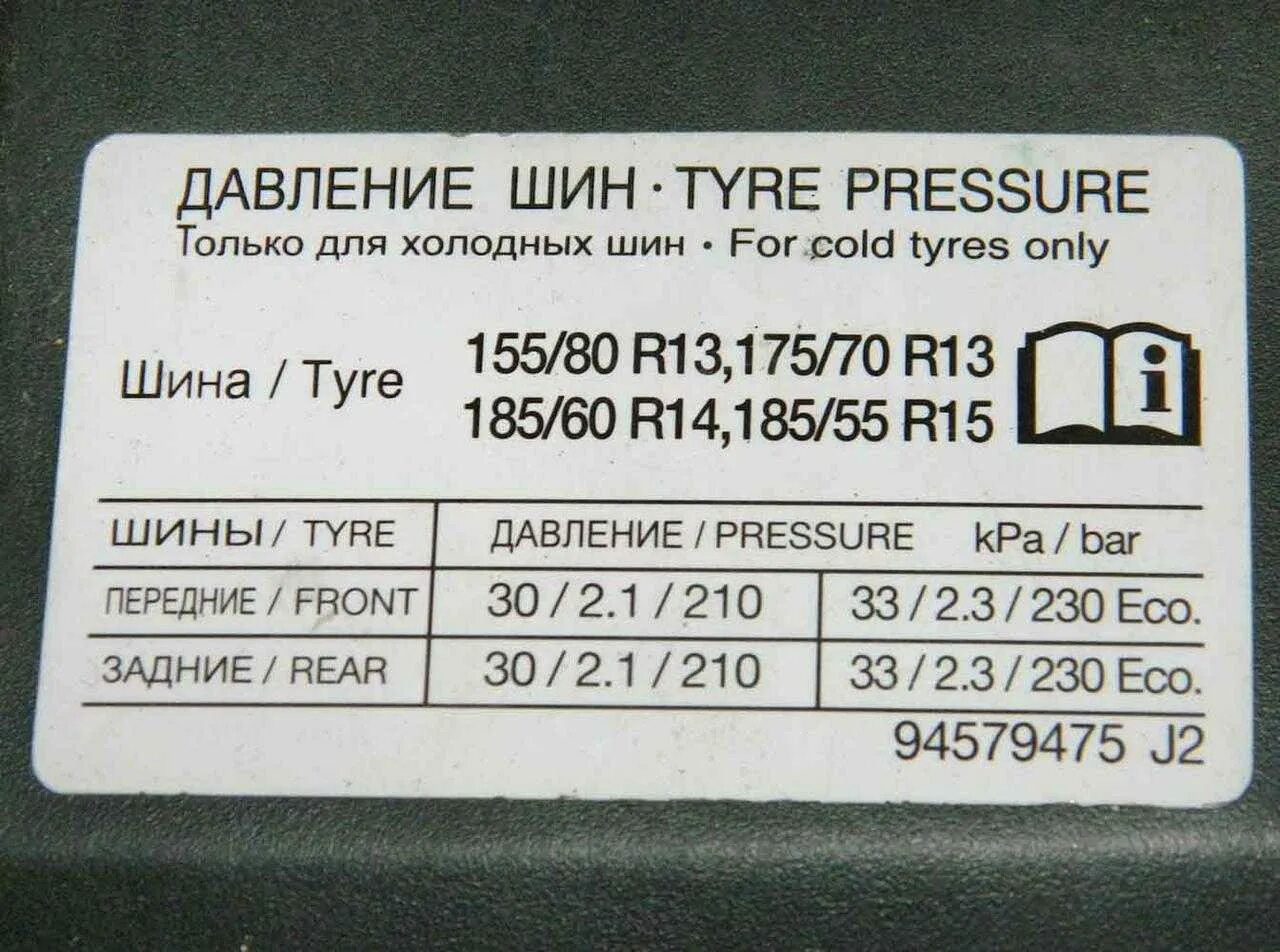 ДАВЛЕНИЕ ШИН · TYRE PRESSURE
Только для холодных шин · For cold tyres only
Шина / Tyre
155/80 R13,175/70 R13
185/60 R14,185/55 R15
i
ШИНЫ / TYRE ДАВЛЕНИЕ / PRESSURE kPa / bar
ПЕРЕДНИЕ / FRONT 30 / 2.1 / 210 33 / 2.3 / 230 Eco.
ЗАДНИЕ / REAR 30 / 2.1 / 210 33 / 2.3 / 230 Eco.
94579475 J2